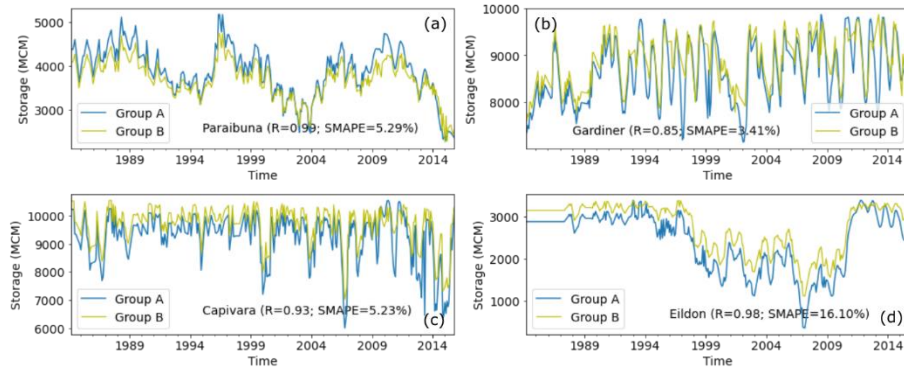 (a)
Storage (MCM)
5000
4000
3000
Group A
Group B
Paraibuna (R=0.99; SMAPE=5.29%)
1989 1994 1999 2004 2009 2014
Time
(b)
Storage (MCM)
10000
9000
8000
Group A
Group B
Gardiner (R=0.85; SMAPE=3.41%)
1989 1994 1999 2004 2009 2014
Time
Storage (MCM)
10000
9000
8000
7000
6000
Group A
Group B
Capivara (R=0.93; SMAPE=5.23%)
(c)
1989 1994 1999 2004 2009 2014
Time
Storage (MCM)
3000
2000
1000
Group A
Group B
Eildon (R=0.98; SMAPE=16.10%)
(d)
1989 1994 1999 2004 2009 2014
Time